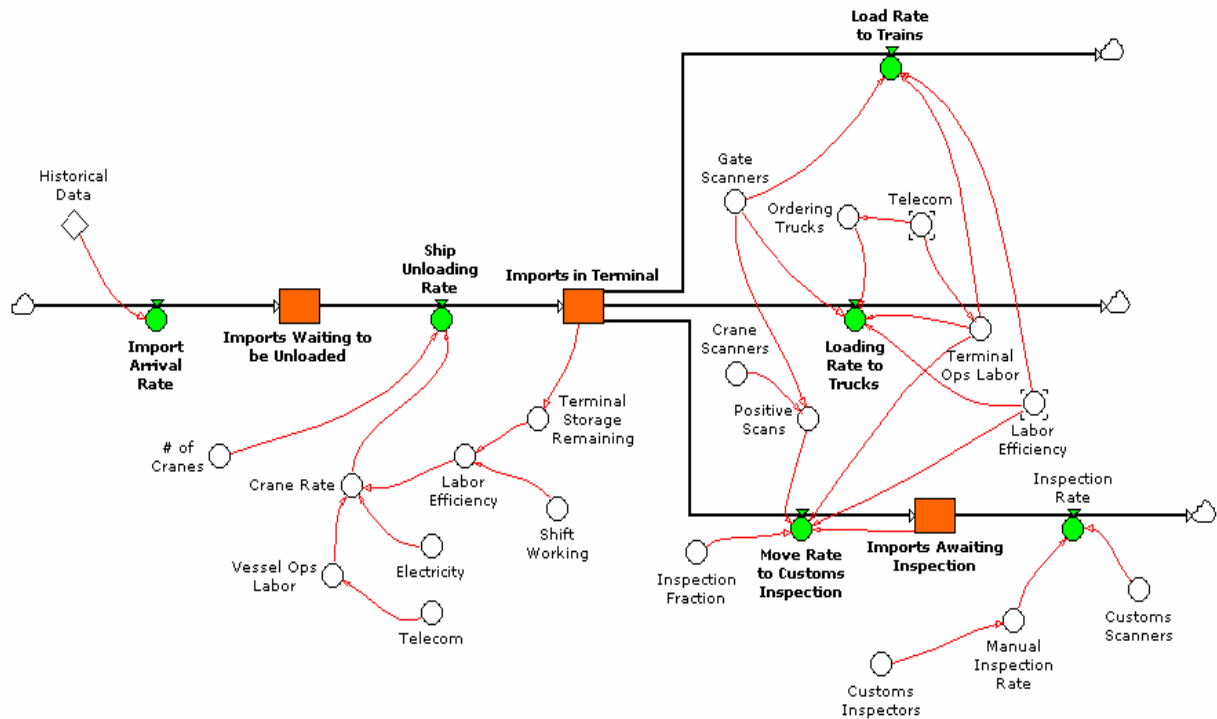 Load Rate
to Trains
Gate
Scanners
Historical
Data
Ordering
Trucks
Telecom
Ship
Unloading
Rate
Imports in Terminal
Import
Arrival
Rate
Imports Waiting to
be Unloaded
Crane
Scanners
Loading
Rate to
Trucks
Terminal
Ops Labor
Positive
Scans
Terminal
Storage
Remaining
Labor
Efficiency
# of
Cranes
Crane Rate
Labor
Efficiency
Shift
Working
Inspection
Rate
Vessel Ops
Labor
Electricity
Inspection
Fraction
Move Rate
to Customs
Inspection
Imports Awaiting
Inspection
Telecom
Customs
Scanners
Manual
Inspection
Rate
Customs
Inspectors